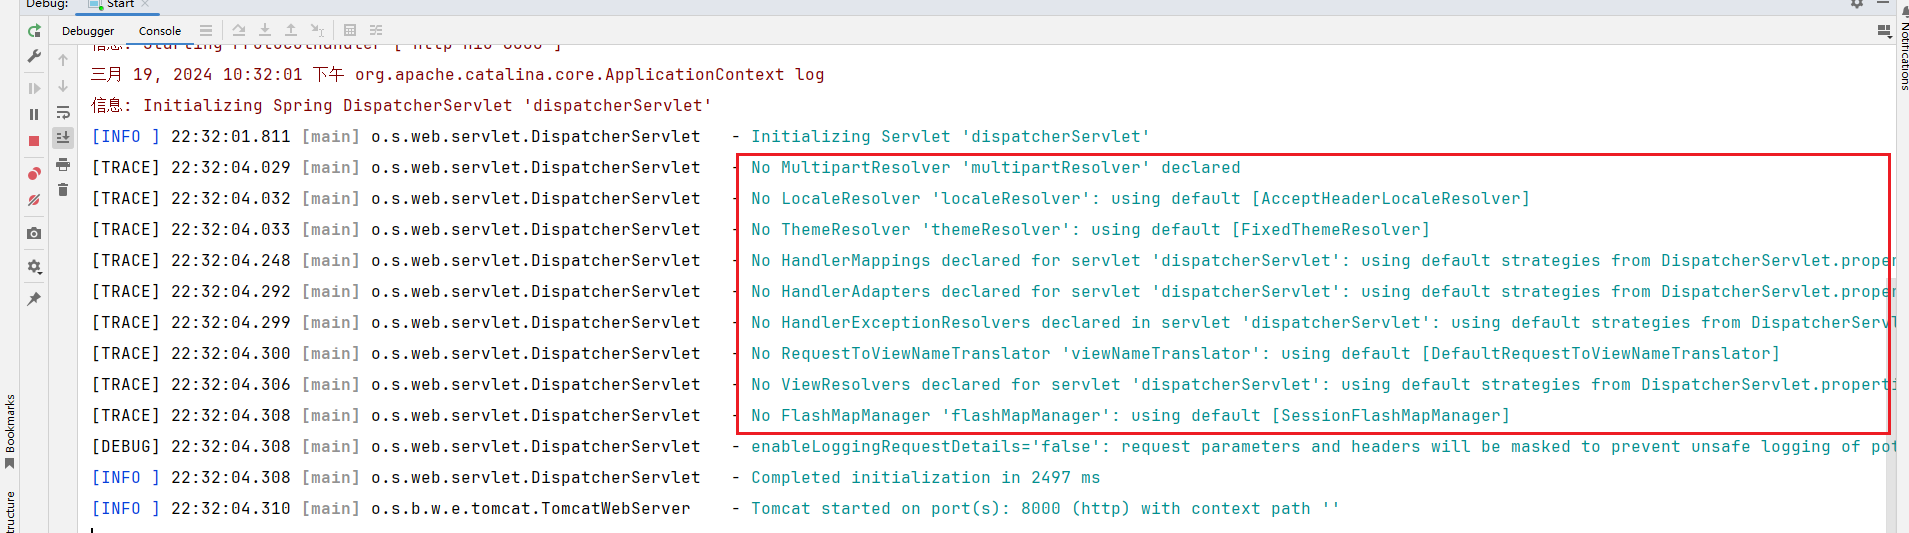 Debug: Start
Debugger Console
信息: Starting ProtocolHandler ["http-nio-8000"]
三月 19, 2024 10:32:01 下午 org.apache.catalina.core.ApplicationContext log
信息: Initializing Spring DispatcherServlet 'dispatcherServlet'
[INFO ] 22:32:01.811 [main] o.s.web.servlet.DispatcherServlet - Initializing Servlet 'dispatcherServlet'
[TRACE] 22:32:04.029 [main] o.s.web.servlet.DispatcherServlet - No MultipartResolver 'multipartResolver' declared
[TRACE] 22:32:04.032 [main] o.s.web.servlet.DispatcherServlet - No LocaleResolver 'localeResolver': using default [AcceptHeaderLocaleResolver]
[TRACE] 22:32:04.033 [main] o.s.web.servlet.DispatcherServlet - No ThemeResolver 'themeResolver': using default [FixedThemeResolver]
[TRACE] 22:32:04.248 [main] o.s.web.servlet.DispatcherServlet - No HandlerMappings declared for servlet 'dispatcherServlet': using default strategies from DispatcherServlet.proper
[TRACE] 22:32:04.292 [main] o.s.web.servlet.DispatcherServlet - No HandlerAdapters declared for servlet 'dispatcherServlet': using default strategies from DispatcherServlet.proper
[TRACE] 22:32:04.299 [main] o.s.web.servlet.DispatcherServlet - No HandlerExceptionResolvers declared in servlet 'dispatcherServlet': using default strategies from DispatcherServl
[TRACE] 22:32:04.300 [main] o.s.web.servlet.DispatcherServlet - No RequestToViewNameTranslator 'viewNameTranslator': using default [DefaultRequestToViewNameTranslator]
[TRACE] 22:32:04.306 [main] o.s.web.servlet.DispatcherServlet - No ViewResolvers declared for servlet 'dispatcherServlet': using default strategies from DispatcherServlet.properti
[TRACE] 22:32:04.308 [main] o.s.web.servlet.DispatcherServlet - No FlashMapManager 'flashMapManager': using default [SessionFlashMapManager]
[DEBUG] 22:32:04.308 [main] o.s.web.servlet.DispatcherServlet - enableLoggingRequestDetails='false': request parameters and headers will be masked to prevent unsafe logging of pot
[INFO ] 22:32:04.308 [main] o.s.web.servlet.DispatcherServlet - Completed initialization in 2497 ms
[INFO ] 22:32:04.310 [main] o.s.b.w.e.tomcat.TomcatWebServer - Tomcat started on port(s): 8000 (http) with context path ''
Bookmarks
tructure
Notifications